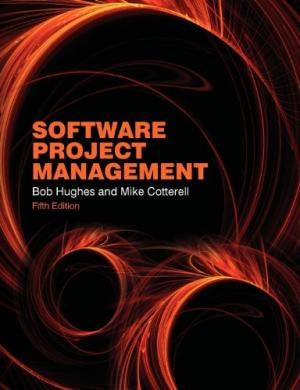 SOFTWARE
PROJECT
MANAGEMENT
Bob Hughes and Mike Cotterell
Fifth Edition